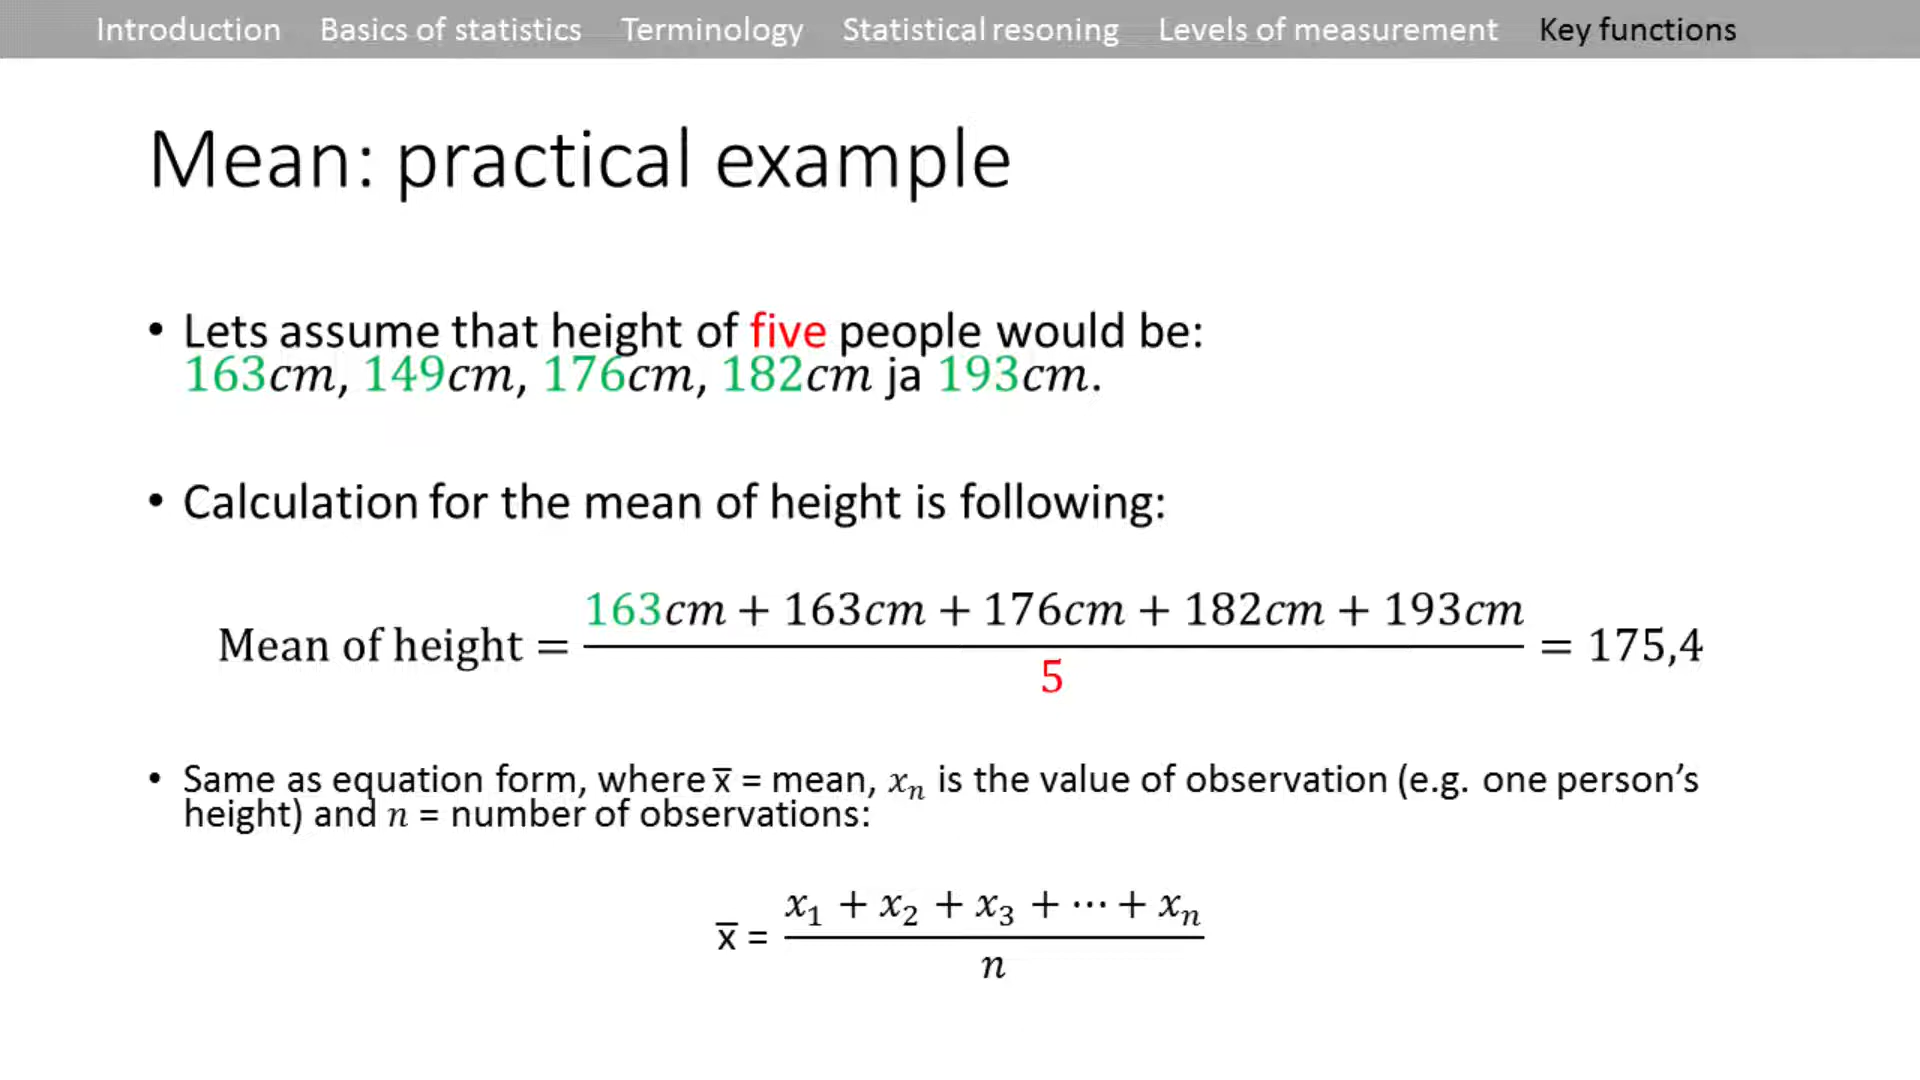 Introduction Basics of statistics Terminology Statistical resoning Levels of measurement Key functions
Mean: practical example
• Lets assume that height of five people would be:
163cm, 149cm, 176cm, 182cm ja 193cm.
• Calculation for the mean of height is following:
Mean of height = (163cm + 163cm + 176cm + 182cm + 193cm) / 5 = 175,4
• Same as equation form, where x̅ = mean, xₙ is the value of observation (e.g. one person’s
height) and n = number of observations:
x̅ = (x₁ + x₂ + x₃ + ⋯ + xₙ) / n